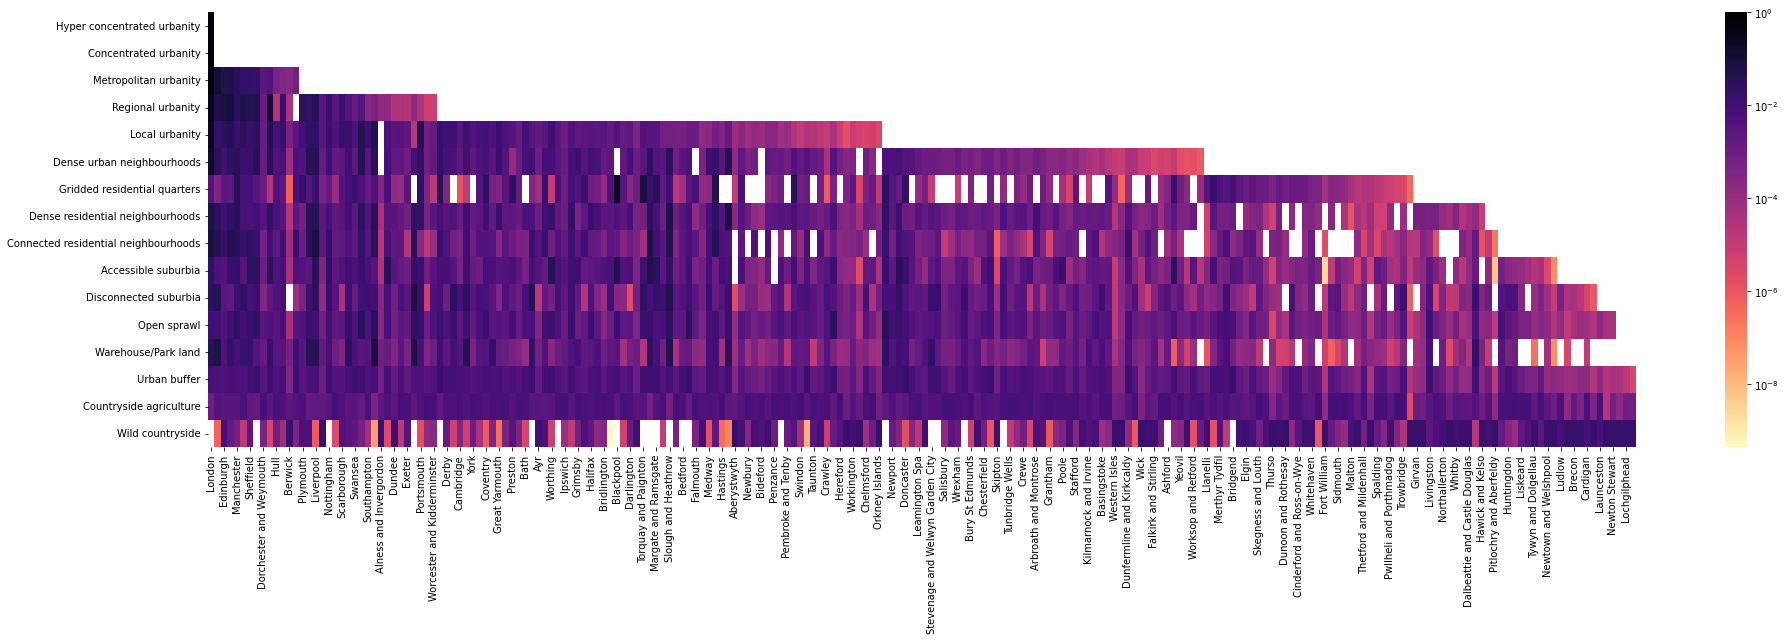 Hyper concentrated urbanity
Concentrated urbanity
Metropolitan urbanity
Regional urbanity
Local urbanity
Dense urban neighbourhoods
Gridded residential quarters
Dense residential neighbourhoods
Connected residential neighbourhoods
Accessible suburbia
Disconnected suburbia
Open sprawl
Warehouse/Park land
Urban buffer
Countryside agriculture
Wild countryside
London
Edinburgh
Manchester
Sheffield
Dorchester and Weymouth
Hull
Berwick
Plymouth
Liverpool
Nottingham
Scarborough
Swansea
Southampton
Alness and Invergordon
Dundee
Exeter
Portsmouth
Worcester and Kidderminster
Derby
Cambridge
York
Coventry
Great Yarmouth
Preston
Bath
Ayr
Worthing
Ipswich
Grimsby
Halifax
Bridlington
Blackpool
Darlington
Torquay and Paignton
Margate and Ramsgate
Slough and Heathrow
Bedford
Falmouth
Medway
Hastings
Aberystwyth
Newbury
Bideford
Penzance
Pembroke and Tenby
Swindon
Taunton
Crawley
Hereford
Workington
Chelmsford
Orkney Islands
Newport
Doncaster
Leamington Spa
Stevenage and Welwyn Garden City
Salisbury
Wrexham
Bury St Edmunds
Chesterfield
Skipton
Tunbridge Wells
Crewe
Arbroath and Montrose
Grantham
Poole
Stafford
Kilmarnock and Irvine
Basingstoke
Western Isles
Dunfermline and Kirkcaldy
Wick
Falkirk and Stirling
Ashford
Yeovil
Worksop and Retford
Llanelli
Merthyr Tydfil
Bridgend
Elgin
Skegness and Louth
Thurso
Dunoon and Rothesay
Cinderford and Ross-on-Wye
Whitehaven
Fort William
Sidmouth
Malton
Thetford and Mildenhall
Spalding
Pwllheli and Porthmadog
Trowbridge
Girvan
Livingston
Northallerton
Whitby
Dalbeattie and Castle Douglas
Hawick and Kelso
Pitlochry and Aberfeldy
Huntingdon
Liskeard
Tywyn and Dolgellau
Newtown and Welshpool
Ludlow
Brecon
Cardigan
Launceston
Newton Stewart
Lochgilphead
10⁰
10⁻²
10⁻⁴
10⁻⁶
10⁻⁸